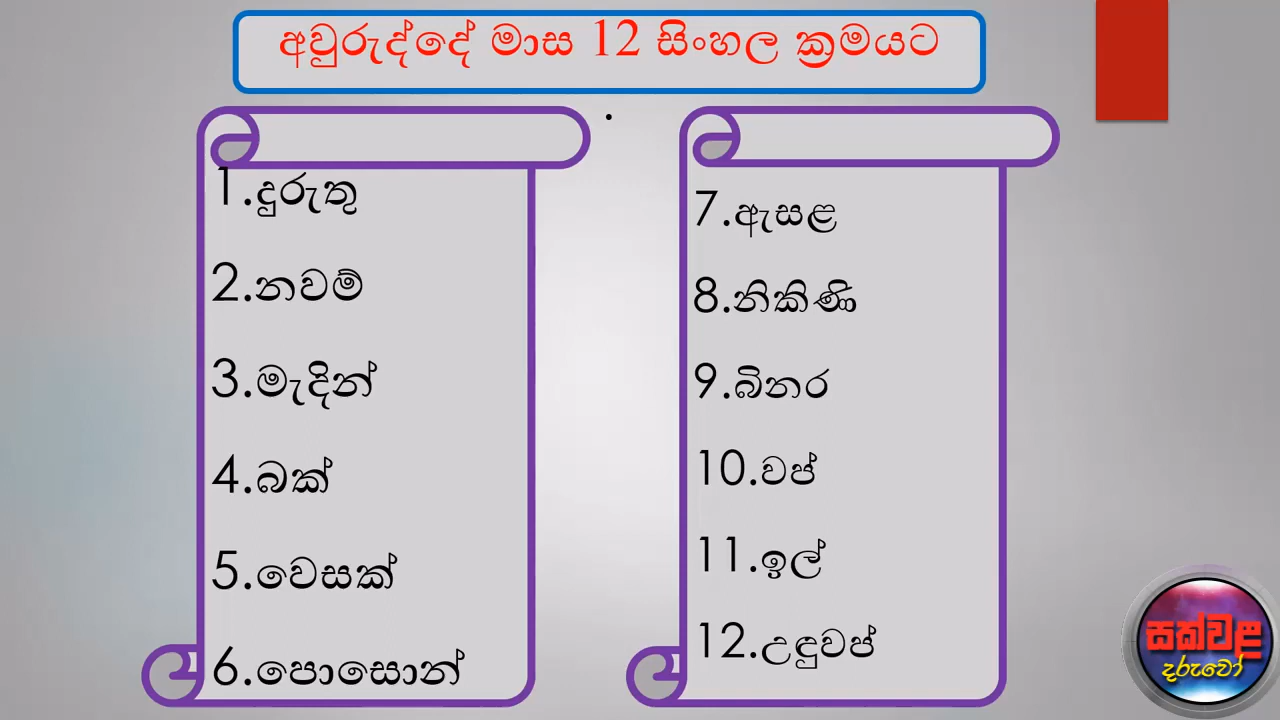 අවුරුද්දේ මාස 12 සිංහල ක්‍රමයට
.
1.දුරුතු
2.නවම්
3.මැදින්
4.බක්
5.වෙසක්
6.පොසොන්
7.ඇසළ
8.නිකිණි
9.බිනර
10.වප්
11.ඉල්
12.උඳුවප්
සක්වළ
දරුවෝ